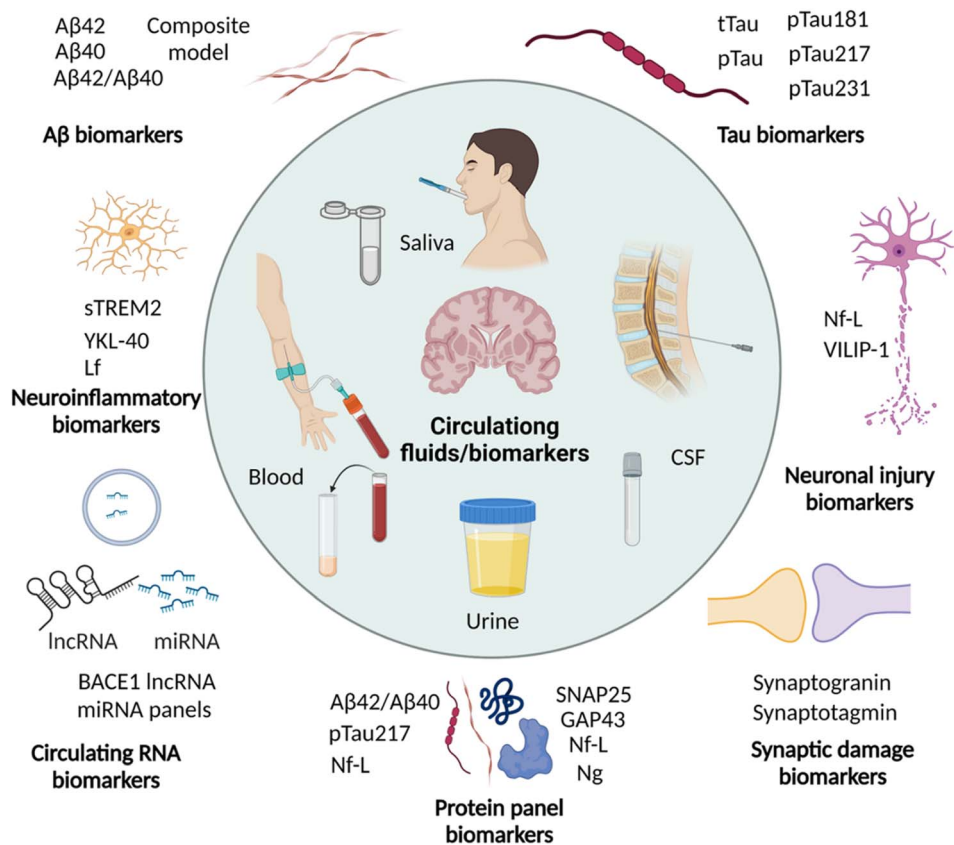 Aβ42
Aβ40
Aβ42/Aβ40
Composite
model
Aβ biomarkers
tTau
pTau
pTau181
pTau217
pTau231
Tau biomarkers
Saliva
sTREM2
YKL-40
Lf
Neuroinflammatory
biomarkers
Nf-L
VILIP-1
Neuronal injury
biomarkers
Circulationg
fluids/biomarkers
Blood
CSF
Urine
lncRNA
miRNA
BACE1 lncRNA
miRNA panels
Circulating RNA
biomarkers
Aβ42/Aβ40
pTau217
Nf-L
SNAP25
GAP43
Nf-L
Ng
Protein panel
biomarkers
Synaptogranin
Synaptotagmin
Synaptic damage
biomarkers